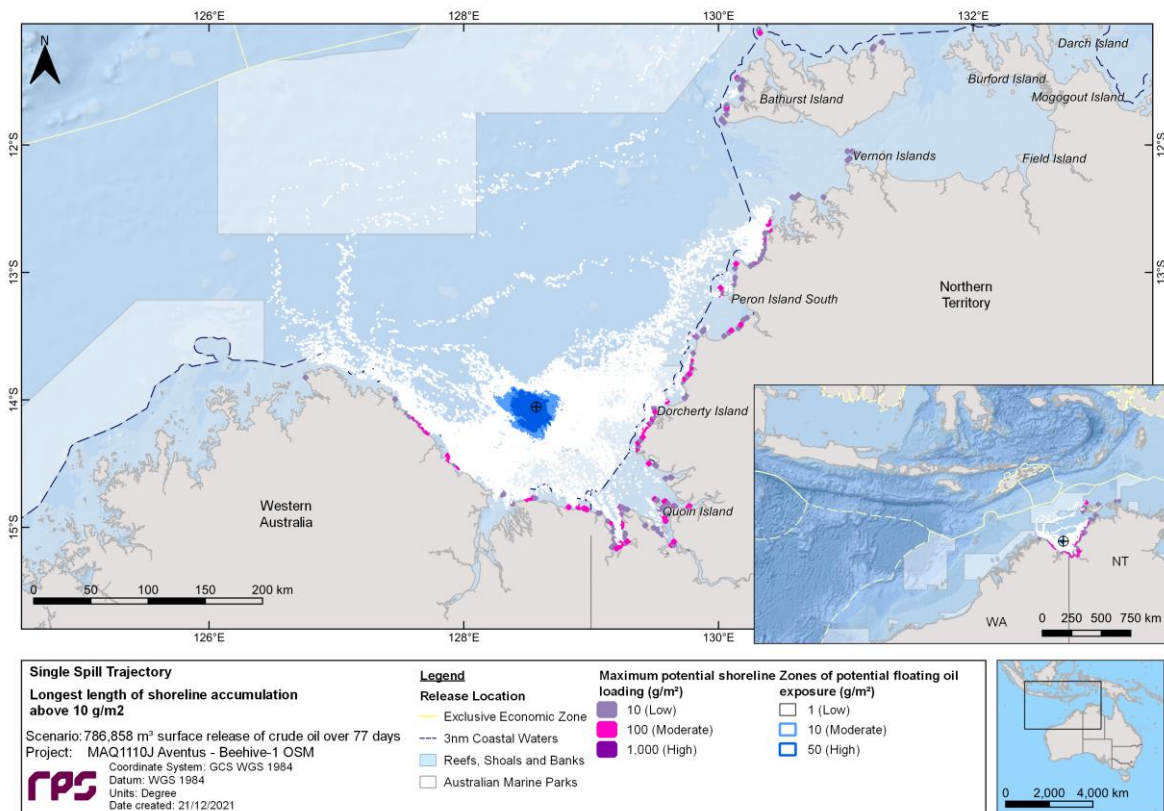 126°E
128°E
130°E
132°E
N
Darch Island
Burford Island
Mogogout Island
Bathurst Island
12°S
12°S
Vernon Islands
Field Island
13°S
13°S
Peron Island South
Northern
Territory
14°S
Dorcherty Island
15°S
Quoin Island
Western
Australia
0 50 100 150 200 km
126°E
128°E
130°E
NT
WA
0 250 500 750 km
Single Spill Trajectory
Longest length of shoreline accumulation
above 10 g/m2
Scenario: 786,858 m³ surface release of crude oil over 77 days
Project: MAQ1110J Aventus - Beehive-1 OSM
rps
Coordinate System: GCS WGS 1984
Datum: WGS 1984
Units: Degree
Date created: 21/12/2021
Legend
Release Location
Exclusive Economic Zone
3nm Coastal Waters
Reefs, Shoals and Banks
Australian Marine Parks
Maximum potential shoreline
loading (g/m²)
10 (Low)
100 (Moderate)
1,000 (High)
Zones of potential floating oil
exposure (g/m²)
1 (Low)
10 (Moderate)
50 (High)
0 2,000 4,000 km